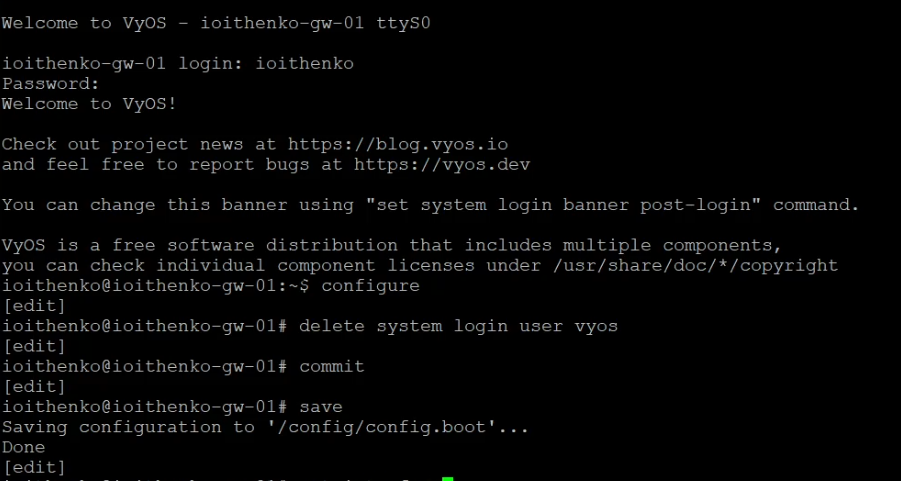 Welcome to VyOS - ioithenko-gw-01 ttyS0
ioithenko-gw-01 login: ioithenko
Password:
Welcome to VyOS!
Check out project news at https://blog.vyos.io
and feel free to report bugs at https://vyos.dev
You can change this banner using "set system login banner post-login" command.
VyOS is a free software distribution that includes multiple components,
you can check individual component licenses under /usr/share/doc/*/copyright
ioithenko@ioithenko-gw-01:~$ configure
[edit]
ioithenko@ioithenko-gw-01# delete system login user vyos
[edit]
ioithenko@ioithenko-gw-01# commit
[edit]
ioithenko@ioithenko-gw-01# save
Saving configuration to '/config/config.boot'...
Done
[edit]